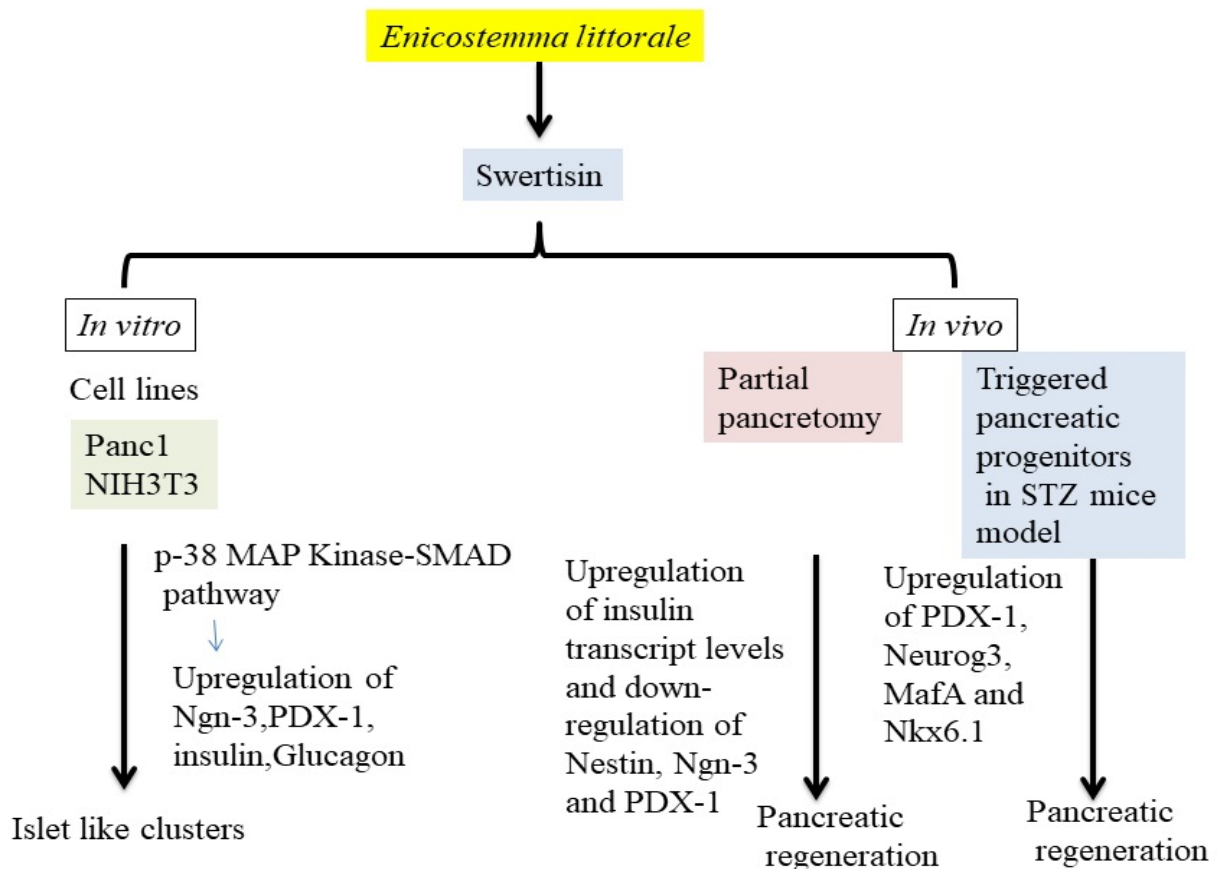 Enicostemma littorale
Swertisin
In vitro
Cell lines
Panc1
NIH3T3
p-38 MAP Kinase-SMAD
pathway
Upregulation of
Ngn-3,PDX-1,
insulin,Glucagon
Islet like clusters
In vivo
Partial
pancretomy
Upregulation
of insulin
transcript levels
and down-
regulation of
Nestin, Ngn-3
and PDX-1
Pancreatic
regeneration
Triggered
pancreatic
progenitors
in STZ mice
model
Upregulation
of PDX-1,
Neurog3,
MafA and
Nkx6.1
Pancreatic
regeneration